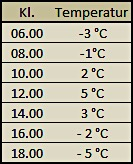 Kl. Temperatur
06.00 -3 °C
08.00 -1°C
10.00 2 °C
12.00 5 °C
14.00 3 °C
16.00 - 2 °C
18.00 - 5 °C